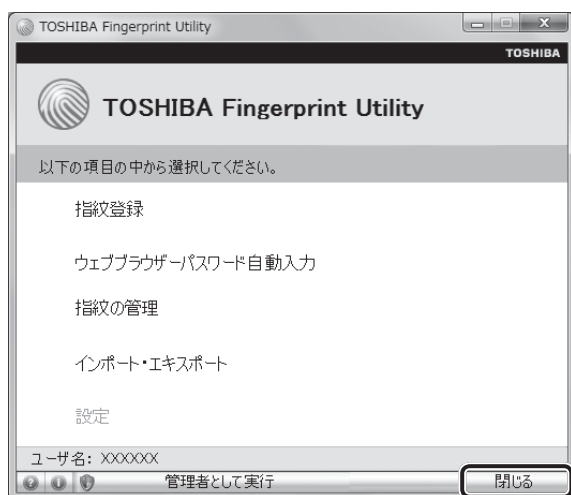 TOSHIBA Fingerprint Utility
TOSHIBA
TOSHIBA Fingerprint Utility
以下の項目の中から選択してください。
指紋登録
ウェブブラウザーパスワード自動入力
指紋の管理
インポート・エキスポート
設定
ユーザ名: XXXXXX
管理者として実行 閉じる